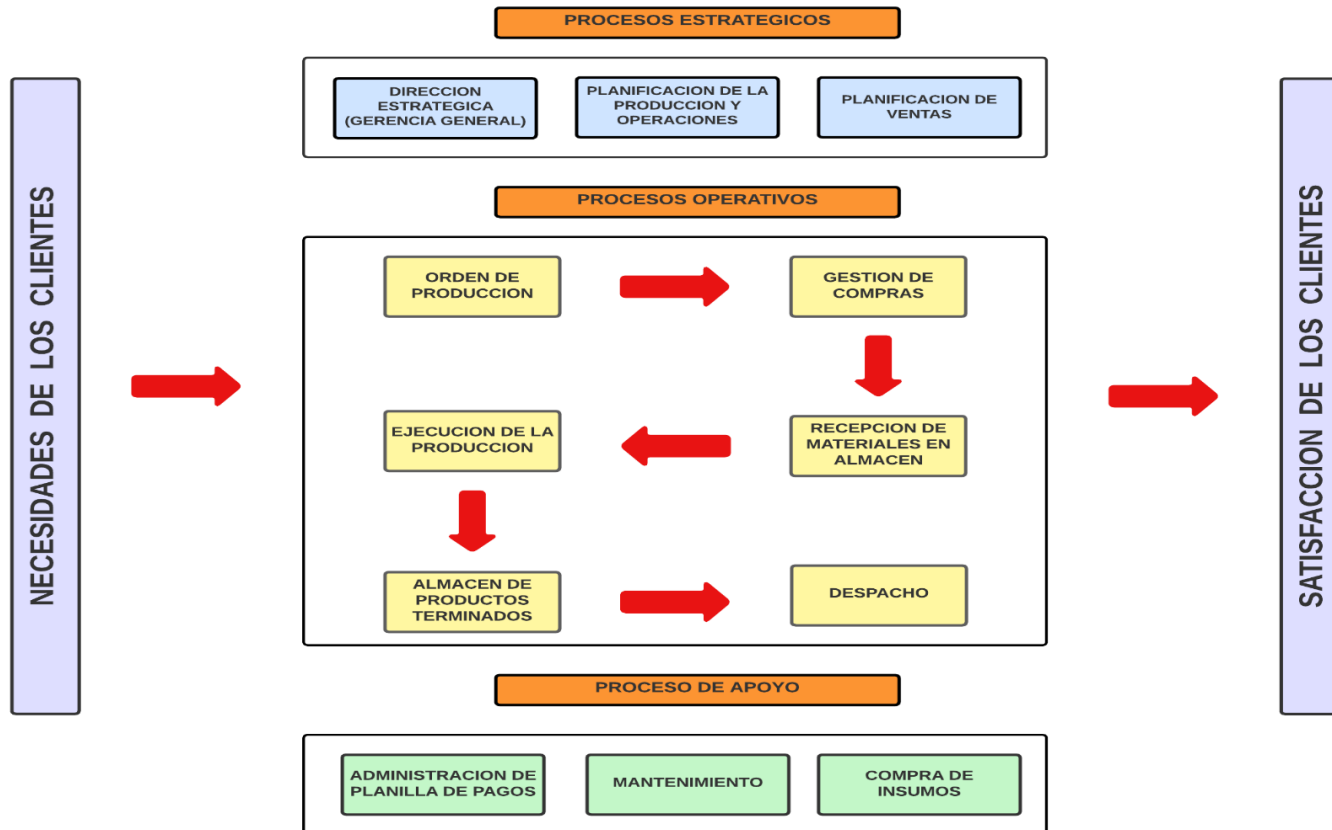 PROCESOS ESTRATEGICOS
DIRECCION
ESTRATEGICA
(GERENCIA GENERAL)
PLANIFICACION DE LA
PRODUCCION Y
OPERACIONES
PLANIFICACION DE
VENTAS
NECESIDADES DE LOS CLIENTES
PROCESOS OPERATIVOS
ORDEN DE
PRODUCCION
GESTION DE
COMPRAS
EJECUCION DE LA
PRODUCCION
RECEPCION DE
MATERIALES EN
ALMACEN
ALMACEN DE
PRODUCTOS
TERMINADOS
DESPACHO
SATISFACCION DE LOS CLIENTES
PROCESO DE APOYO
ADMINISTRACION DE
PLANILLA DE PAGOS
MANTENIMIENTO
COMPRA DE
INSUMOS